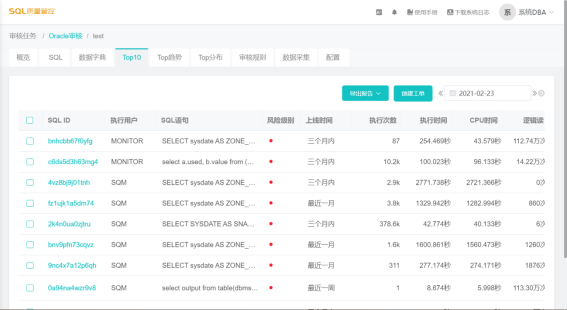 SQL质量管控
使用手册 下载系统日志 系 系统DBA
审核任务 / Oracle审核 / test
概览 SQL 数据字典 Top10 Top趋势 Top分布 审核规则 数据采集 配置
导出报告 创建工单 2021-02-23
SQL ID 执行用户 SQL语句 风险级别 上线时间 执行次数 执行时间 CPU时间 逻辑读
bnhcbb67f0yfg MONITOR SELECT sysdate AS ZONE_... 三个月内 87 254.469秒 43.579秒 112.74万次
c6ds5d3h63mg4 MONITOR select a.used, b.value from (... 三个月内 10.2k 100.023秒 96.133秒 14.22万次
4vz8bj9j01tnh SQM SELECT sysdate AS ZONE_... 三个月内 2.9k 2771.738秒 2721.366秒 0次
fz1ujk1a5dm74 SQM SELECT sysdate AS ZONE_... 最近一月 3.8k 1329.942秒 1282.994秒 860次
2k4n0ua0zjtru SQM SELECT SYSDATE AS SNA... 三个月内 378.6k 42.774秒 40.133秒 6次
bnv9pfn73cqvz SQM SELECT sysdate AS ZONE_... 最近一月 1.6k 1600.861秒 1560.473秒 1260次
9nc4x7a12p6qh SQM SELECT sysdate AS ZONE_... 最近一月 311 277.174秒 274.171秒 1876次
0a94na4wzr9v8 SQM select output from table(dbms... 最近一周 1 8.674秒 5.998秒 113.30万次